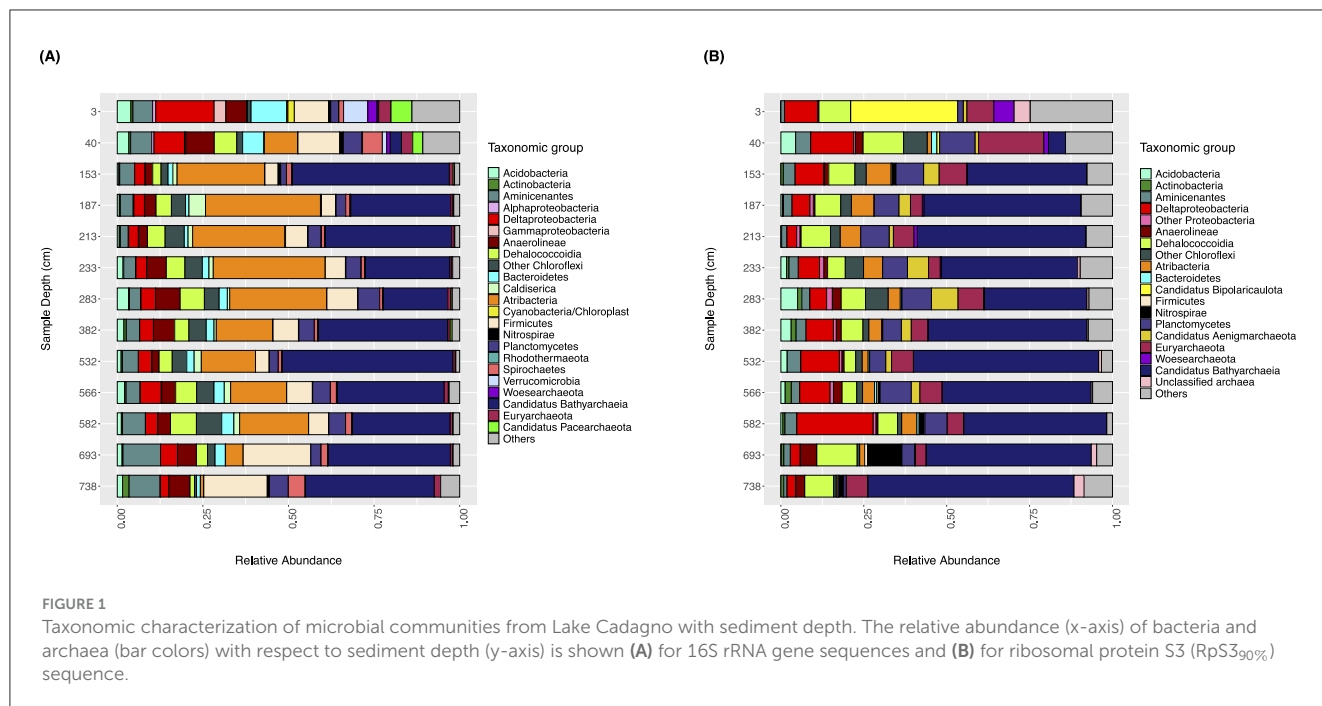 (A)
3
40
153
187
213
233
283
382
532
566
582
693
738
Sample Depth (cm)
0.00
0.25
0.50
0.75
1.00
Relative Abundance
Taxonomic group
Acidobacteria
Actinobacteria
Aminicenantes
Alphaproteobacteria
Deltaproteobacteria
Gammaproteobacteria
Anaerolineae
Dehalococcoidia
Other Chloroflexi
Bacteroidetes
Caldiserica
Atribacteria
Cyanobacteria/Chloroplast
Firmicutes
Nitrospirae
Planctomycetes
Rhodothermaeota
Spirochaetes
Verrucomicrobia
Woesearchaeota
Candidatus Bathyarchaeia
Euryarchaeota
Candidatus Pacearchaeota
Others
(B)
3
40
153
187
213
233
283
382
532
566
582
693
738
Sample Depth (cm)
0.00
0.25
0.50
0.75
1.00
Relative Abundance
Taxonomic group
Acidobacteria
Actinobacteria
Aminicenantes
Deltaproteobacteria
Other Proteobacteria
Anaerolineae
Dehalococcoidia
Other Chloroflexi
Atribacteria
Bacteroidetes
Candidatus Bipolaricaulota
Firmicutes
Nitrospirae
Planctomycetes
Candidatus Aenigmarchaeota
Euryarchaeota
Woesearchaeota
Candidatus Bathyarchaeia
Unclassified archaea
Others
FIGURE 1
Taxonomic characterization of microbial communities from Lake Cadagno with sediment depth. The relative abundance (x-axis) of bacteria and
archaea (bar colors) with respect to sediment depth (y-axis) is shown (A) for 16S rRNA gene sequences and (B) for ribosomal protein S3 (RpS390%)
sequence.